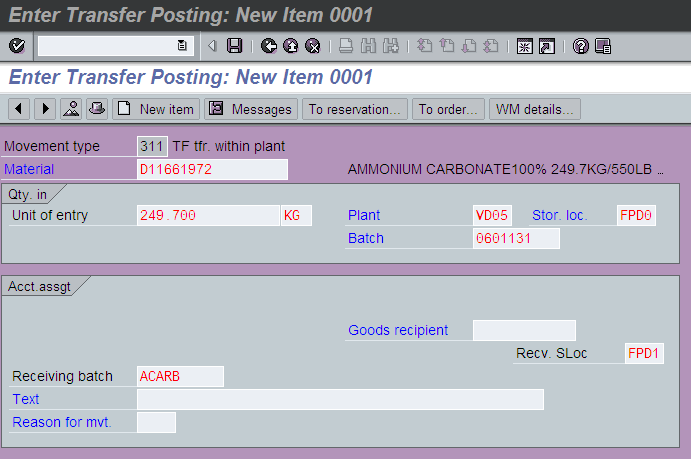 Enter Transfer Posting: New Item 0001
Enter Transfer Posting: New Item 0001
New item Messages To reservation... To order... WM details...
Movement type 311 TF tfr. within plant
Material D11661972 AMMONIUM CARBONATE100% 249.7KG/550LB …
Qty. in
Unit of entry 249.700 KG Plant VD05 Stor. loc. FPD0
Batch 0601131
Acct.assgt
Goods recipient
Recv. SLoc FPD1
Receiving batch ACARB
Text
Reason for mvt.